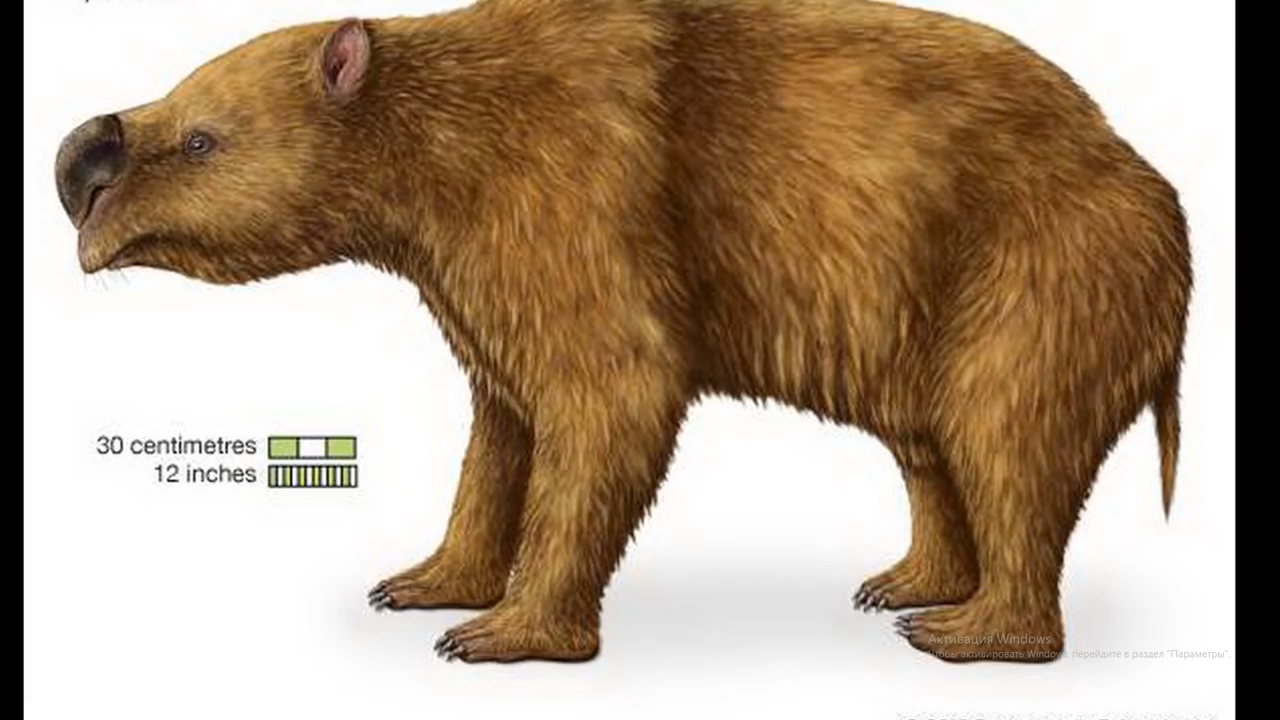 30 centimetres
12 inches
Активация Windows
Чтобы активировать Windows, перейдите в раздел "Параметры".